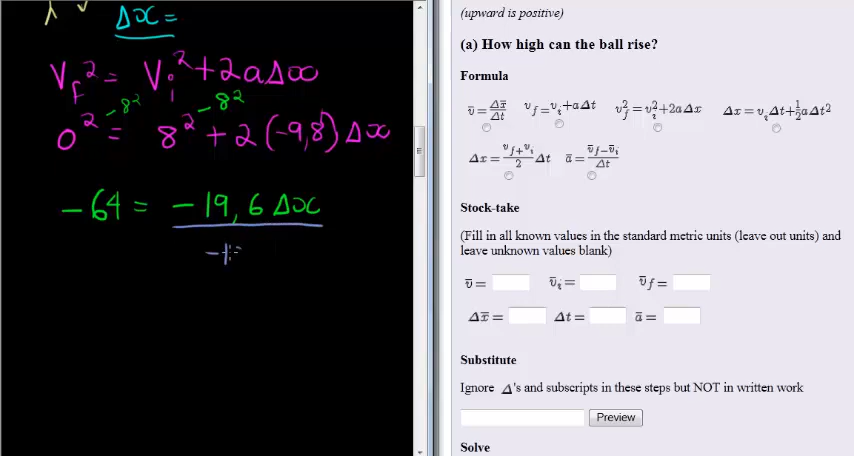 Δx =
Vf² = Vi² + 2aΔx
-8² -8²
0² = 8² + 2(-9,8)Δx
-64 = -19,6 Δx
(upward is positive)
(a) How high can the ball rise?
Formula
v̄ = Δx̄/Δt  vf = vi + aΔt  vf² = vi² + 2aΔx  Δx = viΔt + ½aΔt²
Δx = (vf + vi)/2 Δt  ā = (v̄f − v̄i)/Δt
Stock-take
(Fill in all known values in the standard metric units (leave out units) and
leave unknown values blank)
v̄ =  v̄i =  v̄f =
Δx̄ =  Δt =  ā =
Substitute
Ignore Δ's and subscripts in these steps but NOT in written work
Preview
Solve